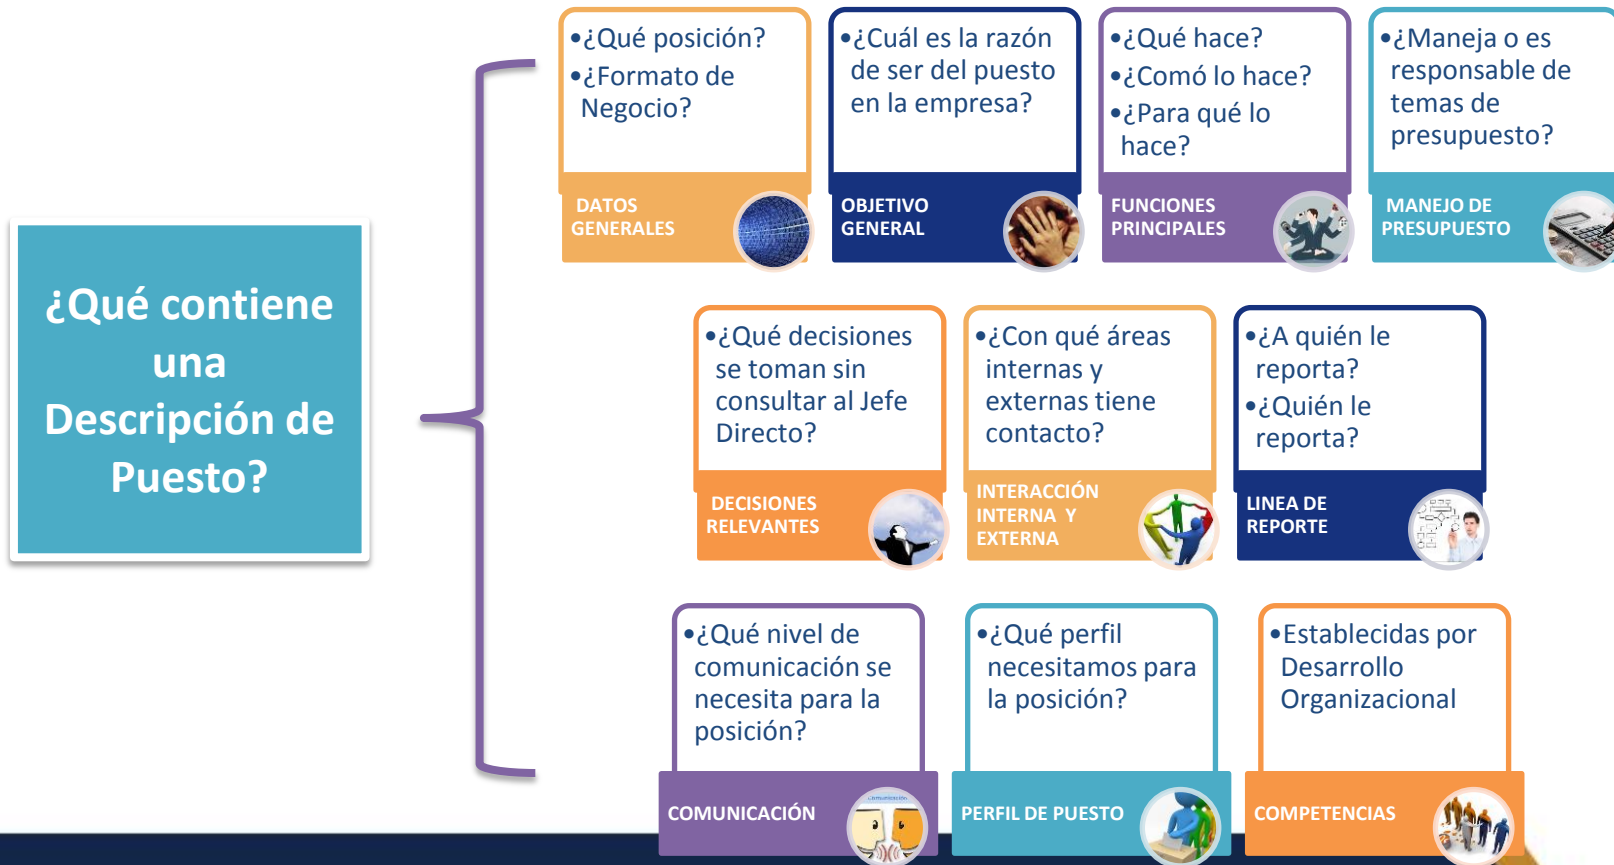 ¿Qué contiene
una
Descripción de
Puesto?
•¿Qué posición?
•¿Formato de
Negocio?
DATOS
GENERALES
•¿Cuál es la razón
de ser del puesto
en la empresa?
OBJETIVO
GENERAL
•¿Qué hace?
•¿Comó lo hace?
•¿Para qué lo
hace?
FUNCIONES
PRINCIPALES
•¿Maneja o es
responsable de
temas de
presupuesto?
MANEJO DE
PRESUPUESTO
•¿Qué decisiones
se toman sin
consultar al Jefe
Directo?
DECISIONES
RELEVANTES
•¿Con qué áreas
internas y
externas tiene
contacto?
INTERACCIÓN
INTERNA Y
EXTERNA
•¿A quién le
reporta?
•¿Quién le
reporta?
LINEA DE
REPORTE
•¿Qué nivel de
comunicación se
necesita para la
posición?
COMUNICACIÓN
•¿Qué perfil
necesitamos para
la posición?
PERFIL DE PUESTO
•Establecidas por
Desarrollo
Organizacional
COMPETENCIAS